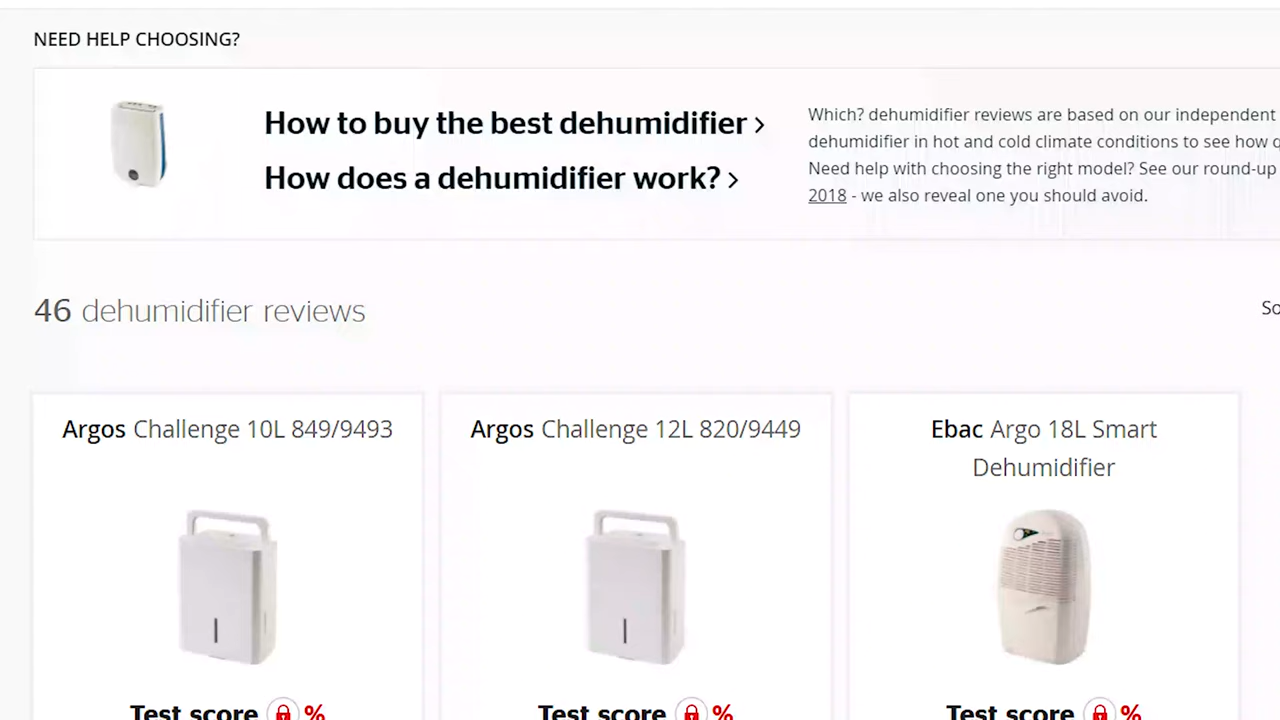 NEED HELP CHOOSING?
How to buy the best dehumidifier >
How does a dehumidifier work? >
Which? dehumidifier reviews are based on our independent
dehumidifier in hot and cold climate conditions to see how
Need help with choosing the right model? See our round-up
2018 - we also reveal one you should avoid.
46 dehumidifier reviews
Argos Challenge 10L 849/9493
Argos Challenge 12L 820/9449
Ebac Argo 18L Smart
Dehumidifier
Test score %
Test score %
Test score %